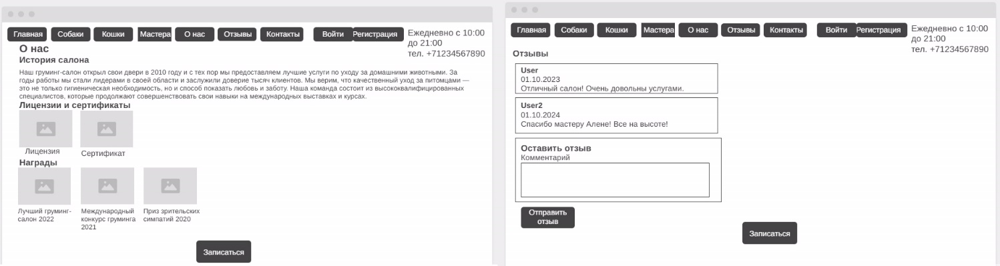 Главная Собаки Кошки Мастера О нас Отзывы Контакты Войти Регистрация
Ежедневно с 10:00
до 21:00
тел. +71234567890
О нас
История салона
Наш груминг-салон открыл свои двери в 2010 году и с тех пор мы предоставляем лучшие услуги по уходу за домашними животными. За
годы работы мы стали лидерами в своей области и заслужили доверие тысяч клиентов. Мы верим, что качественный уход за питомцами —
это не только гигиеническая необходимость, но и способ показать любовь и заботу. Наша команда состоит из высококвалифицированных
специалистов, которые продолжают совершенствовать свои навыки на международных выставках и курсах.
Лицензии и сертификаты
Лицензия Сертификат
Награды
Лучший груминг-
салон 2022
Международный
конкурс груминга
2021
Приз зрительских
симпатий 2020
Записаться
Главная Собаки Кошки Мастера О нас Отзывы Контакты Войти Регистрация
Ежедневно с 10:00
до 21:00
тел. +71234567890
Отзывы
User
01.10.2023
Отличный салон! Очень довольны услугами.
User2
01.10.2024
Спасибо мастеру Алене! Все на высоте!
Оставить отзыв
Комментарий
Отправить
отзыв
Записаться